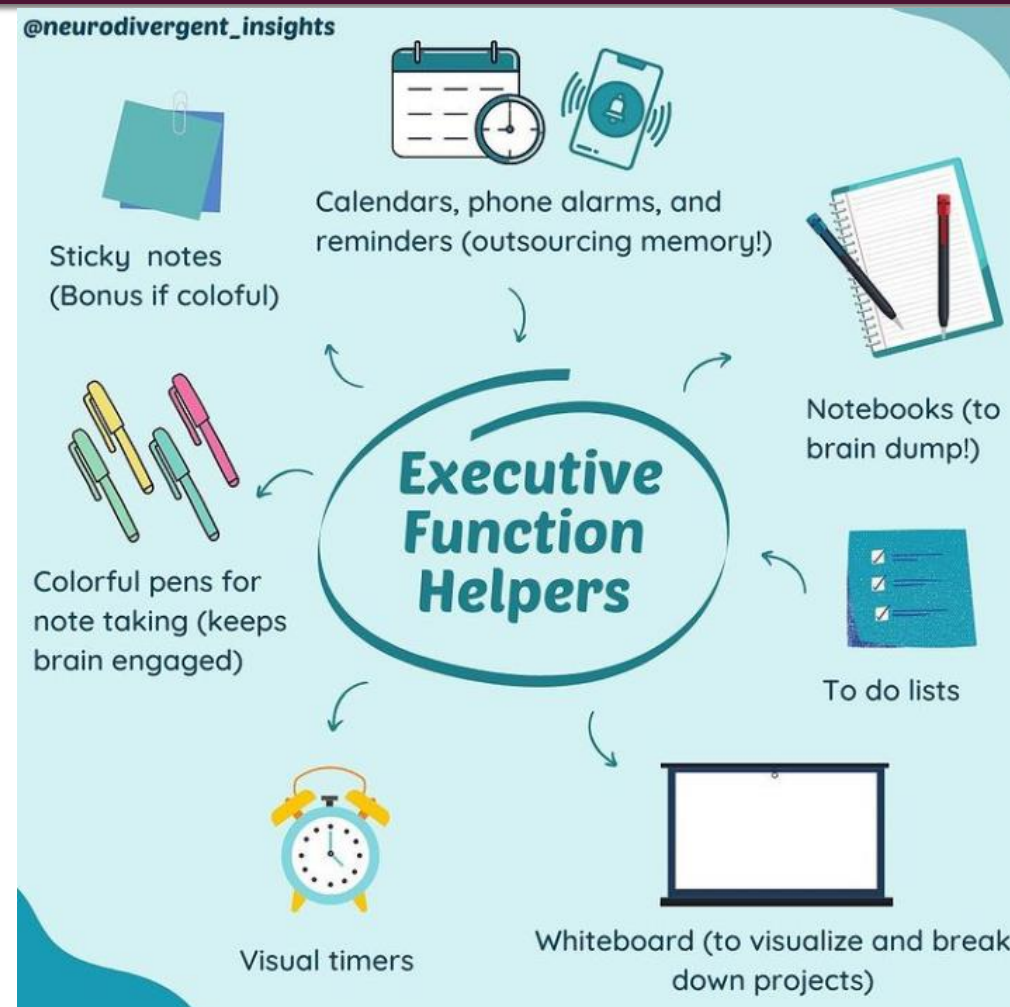 @neurodivergent_insights
Calendars, phone alarms, and
reminders (outsourcing memory!)
Sticky notes
(Bonus if coloful)
Notebooks (to
brain dump!)
Executive
Function
Helpers
Colorful pens for
note taking (keeps
brain engaged)
To do lists
Visual timers
Whiteboard (to visualize and break
down projects)